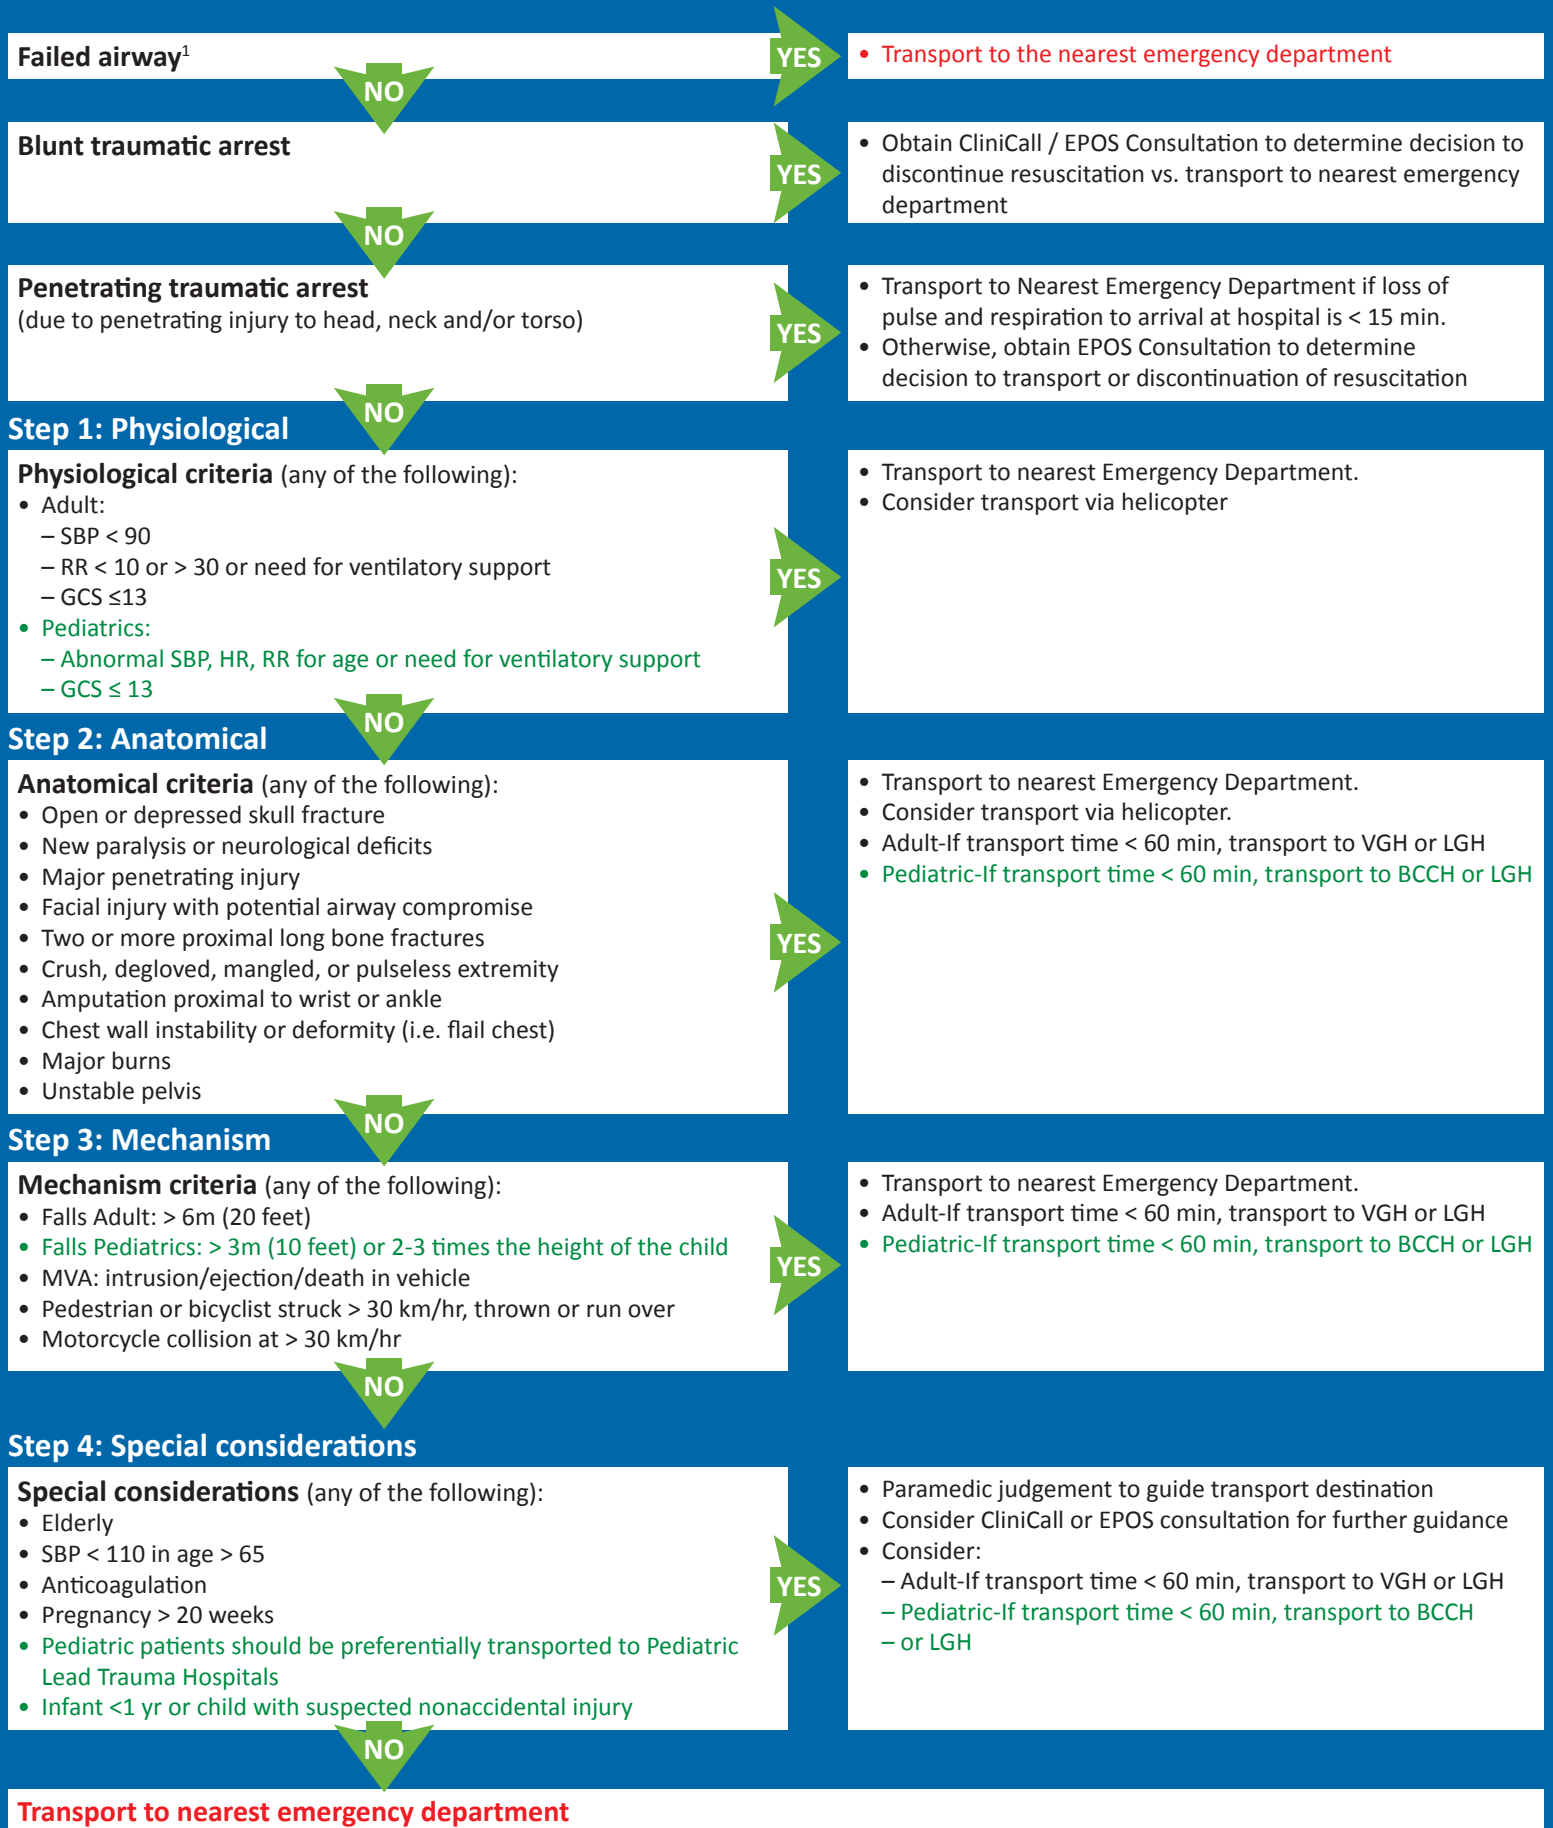 Failed airway¹
YES
• Transport to the nearest emergency department
NO
Blunt traumatic arrest
YES
• Obtain CliniCall / EPOS Consultation to determine decision to
discontinue resuscitation vs. transport to nearest emergency
department
NO
Penetrating traumatic arrest
(due to penetrating injury to head, neck and/or torso)
YES
• Transport to Nearest Emergency Department if loss of
pulse and respiration to arrival at hospital is < 15 min.
• Otherwise, obtain EPOS Consultation to determine
decision to transport or discontinuation of resuscitation
NO
Step 1: Physiological
Physiological criteria (any of the following):
• Adult:
– SBP < 90
– RR < 10 or > 30 or need for ventilatory support
– GCS ≤13
• Pediatrics:
– Abnormal SBP, HR, RR for age or need for ventilatory support
– GCS ≤ 13
YES
• Transport to nearest Emergency Department.
• Consider transport via helicopter
NO
Step 2: Anatomical
Anatomical criteria (any of the following):
• Open or depressed skull fracture
• New paralysis or neurological deficits
• Major penetrating injury
• Facial injury with potential airway compromise
• Two or more proximal long bone fractures
• Crush, degloved, mangled, or pulseless extremity
• Amputation proximal to wrist or ankle
• Chest wall instability or deformity (i.e. flail chest)
• Major burns
• Unstable pelvis
YES
• Transport to nearest Emergency Department.
• Consider transport via helicopter.
• Adult-If transport time < 60 min, transport to VGH or LGH
• Pediatric-If transport time < 60 min, transport to BCCH or LGH
NO
Step 3: Mechanism
Mechanism criteria (any of the following):
• Falls Adult: > 6m (20 feet)
• Falls Pediatrics: > 3m (10 feet) or 2-3 times the height of the child
• MVA: intrusion/ejection/death in vehicle
• Pedestrian or bicyclist struck > 30 km/hr, thrown or run over
• Motorcycle collision at > 30 km/hr
YES
• Transport to nearest Emergency Department.
• Adult-If transport time < 60 min, transport to VGH or LGH
• Pediatric-If transport time < 60 min, transport to BCCH or LGH
NO
Step 4: Special considerations
Special considerations (any of the following):
• Elderly
• SBP < 110 in age > 65
• Anticoagulation
• Pregnancy > 20 weeks
• Pediatric patients should be preferentially transported to Pediatric
Lead Trauma Hospitals
• Infant <1 yr or child with suspected nonaccidental injury
YES
• Paramedic judgement to guide transport destination
• Consider CliniCall or EPOS consultation for further guidance
• Consider:
– Adult-If transport time < 60 min, transport to VGH or LGH
– Pediatric-If transport time < 60 min, transport to BCCH
– or LGH
NO
Transport to nearest emergency department